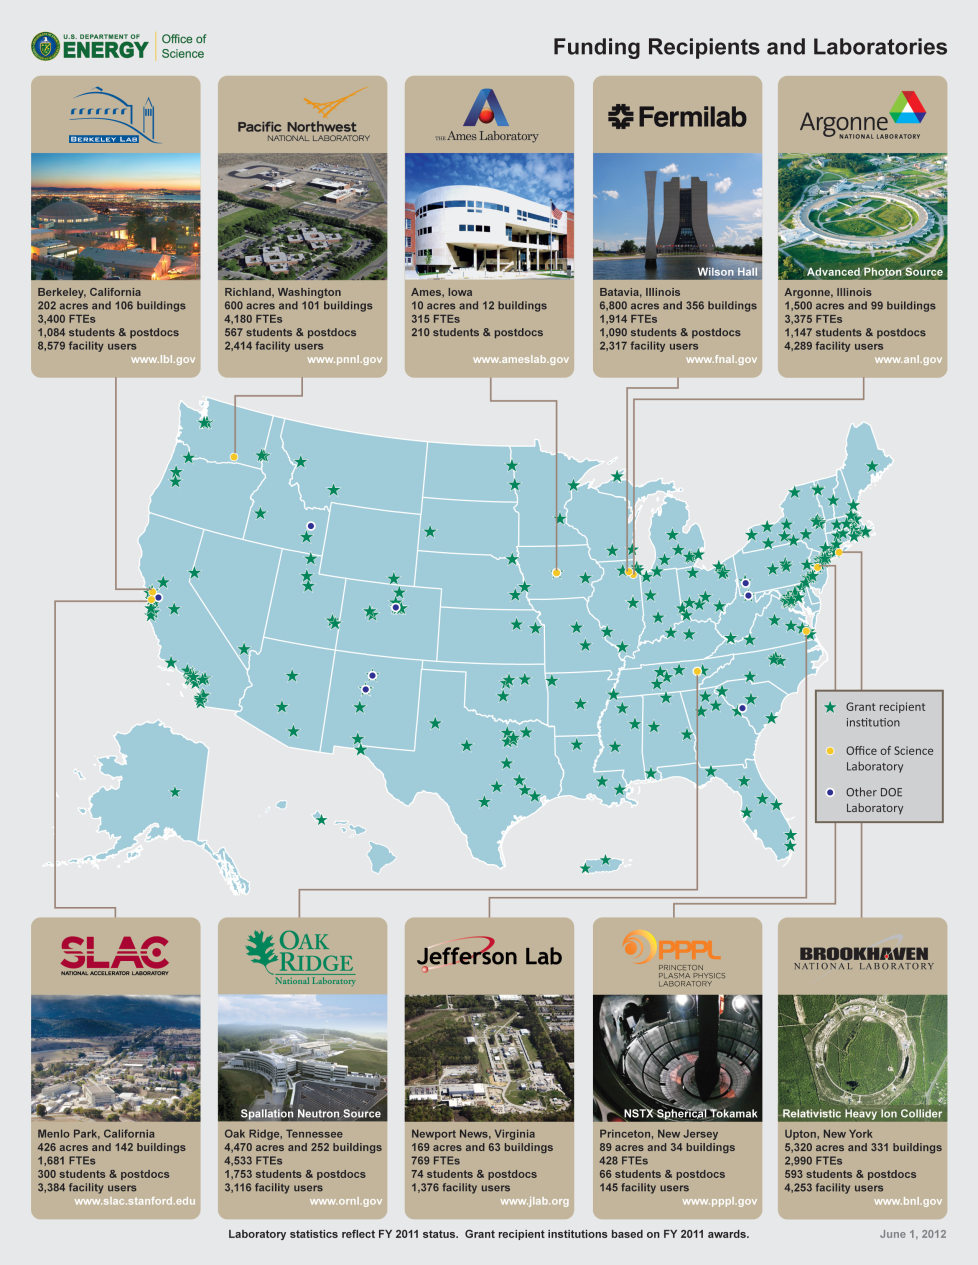 U.S. DEPARTMENT OF
ENERGY
Office of
Science
Funding Recipients and Laboratories
BERKELEY LAB
Berkeley, California
202 acres and 106 buildings
3,400 FTEs
1,084 students & postdocs
8,579 facility users
www.lbl.gov
Pacific Northwest
NATIONAL LABORATORY
Richland, Washington
600 acres and 101 buildings
4,180 FTEs
567 students & postdocs
2,414 facility users
www.pnnl.gov
THE Ames Laboratory
Ames, Iowa
10 acres and 12 buildings
315 FTEs
210 students & postdocs
www.ameslab.gov
Fermilab
Wilson Hall
Batavia, Illinois
6,800 acres and 356 buildings
1,914 FTEs
1,090 students & postdocs
2,317 facility users
www.fnal.gov
Argonne
NATIONAL LABORATORY
Advanced Photon Source
Argonne, Illinois
1,500 acres and 99 buildings
3,375 FTEs
1,147 students & postdocs
4,289 facility users
www.anl.gov
Grant recipient
institution
Office of Science
Laboratory
Other DOE
Laboratory
SLAC
NATIONAL ACCELERATOR LABORATORY
Menlo Park, California
426 acres and 142 buildings
1,681 FTEs
300 students & postdocs
3,384 facility users
www.slac.stanford.edu
OAK
RIDGE
National Laboratory
Spallation Neutron Source
Oak Ridge, Tennessee
4,470 acres and 252 buildings
4,533 FTEs
1,753 students & postdocs
3,116 facility users
www.ornl.gov
Jefferson Lab
Newport News, Virginia
169 acres and 63 buildings
769 FTEs
74 students & postdocs
1,376 facility users
www.jlab.org
PPPL
PRINCETON
PLASMA PHYSICS
LABORATORY
NSTX Spherical Tokamak
Princeton, New Jersey
89 acres and 34 buildings
428 FTEs
66 students & postdocs
145 facility users
www.pppl.gov
BROOKHAVEN
NATIONAL LABORATORY
Relativistic Heavy Ion Collider
Upton, New York
5,320 acres and 331 buildings
2,990 FTEs
593 students & postdocs
4,253 facility users
www.bnl.gov
Laboratory statistics reflect FY 2011 status. Grant recipient institutions based on FY 2011 awards.
June 1, 2012